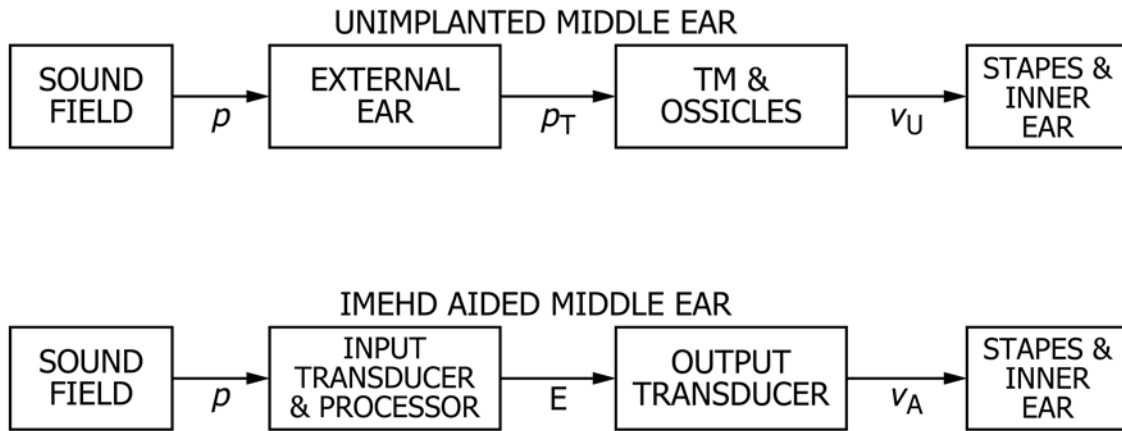 UNIMPLANTED MIDDLE EAR
SOUND
FIELD
p
EXTERNAL
EAR
pT
TM &
OSSICLES
vU
STAPES &
INNER
EAR
IMEHD AIDED MIDDLE EAR
SOUND
FIELD
p
INPUT
TRANSDUCER
& PROCESSOR
E
OUTPUT
TRANSDUCER
vA
STAPES &
INNER
EAR